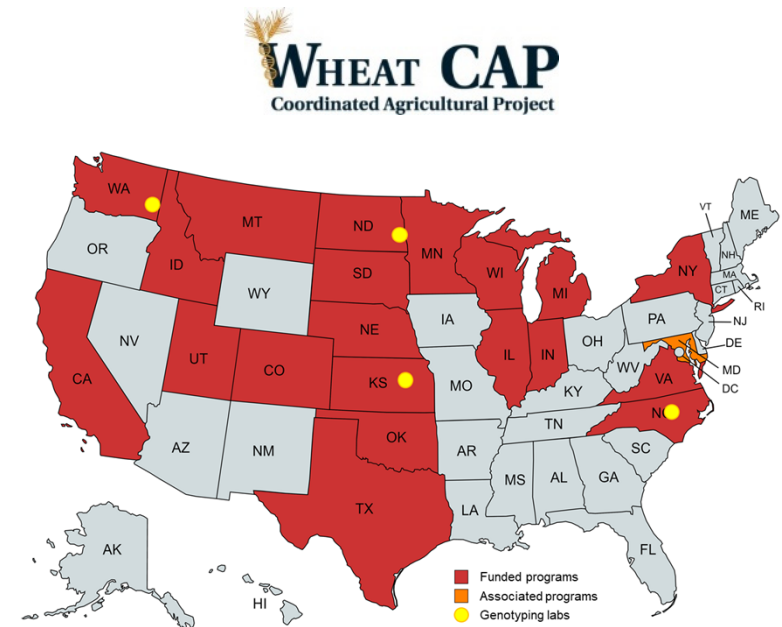 WHEAT CAP
Coordinated Agricultural Project
WA
MT
ND
MN
VT
ME
OR
ID
SD
WI
MI
NY
NH
MA
CT
RI
WY
NE
IA
PA
NJ
NV
UT
CO
IL
IN
OH
DE
WV
MD
DC
CA
KS
MO
KY
VA
AZ
NM
OK
AR
TN
NC
SC
MS
AL
GA
TX
LA
FL
AK
HI
Funded programs
Associated programs
Genotyping labs